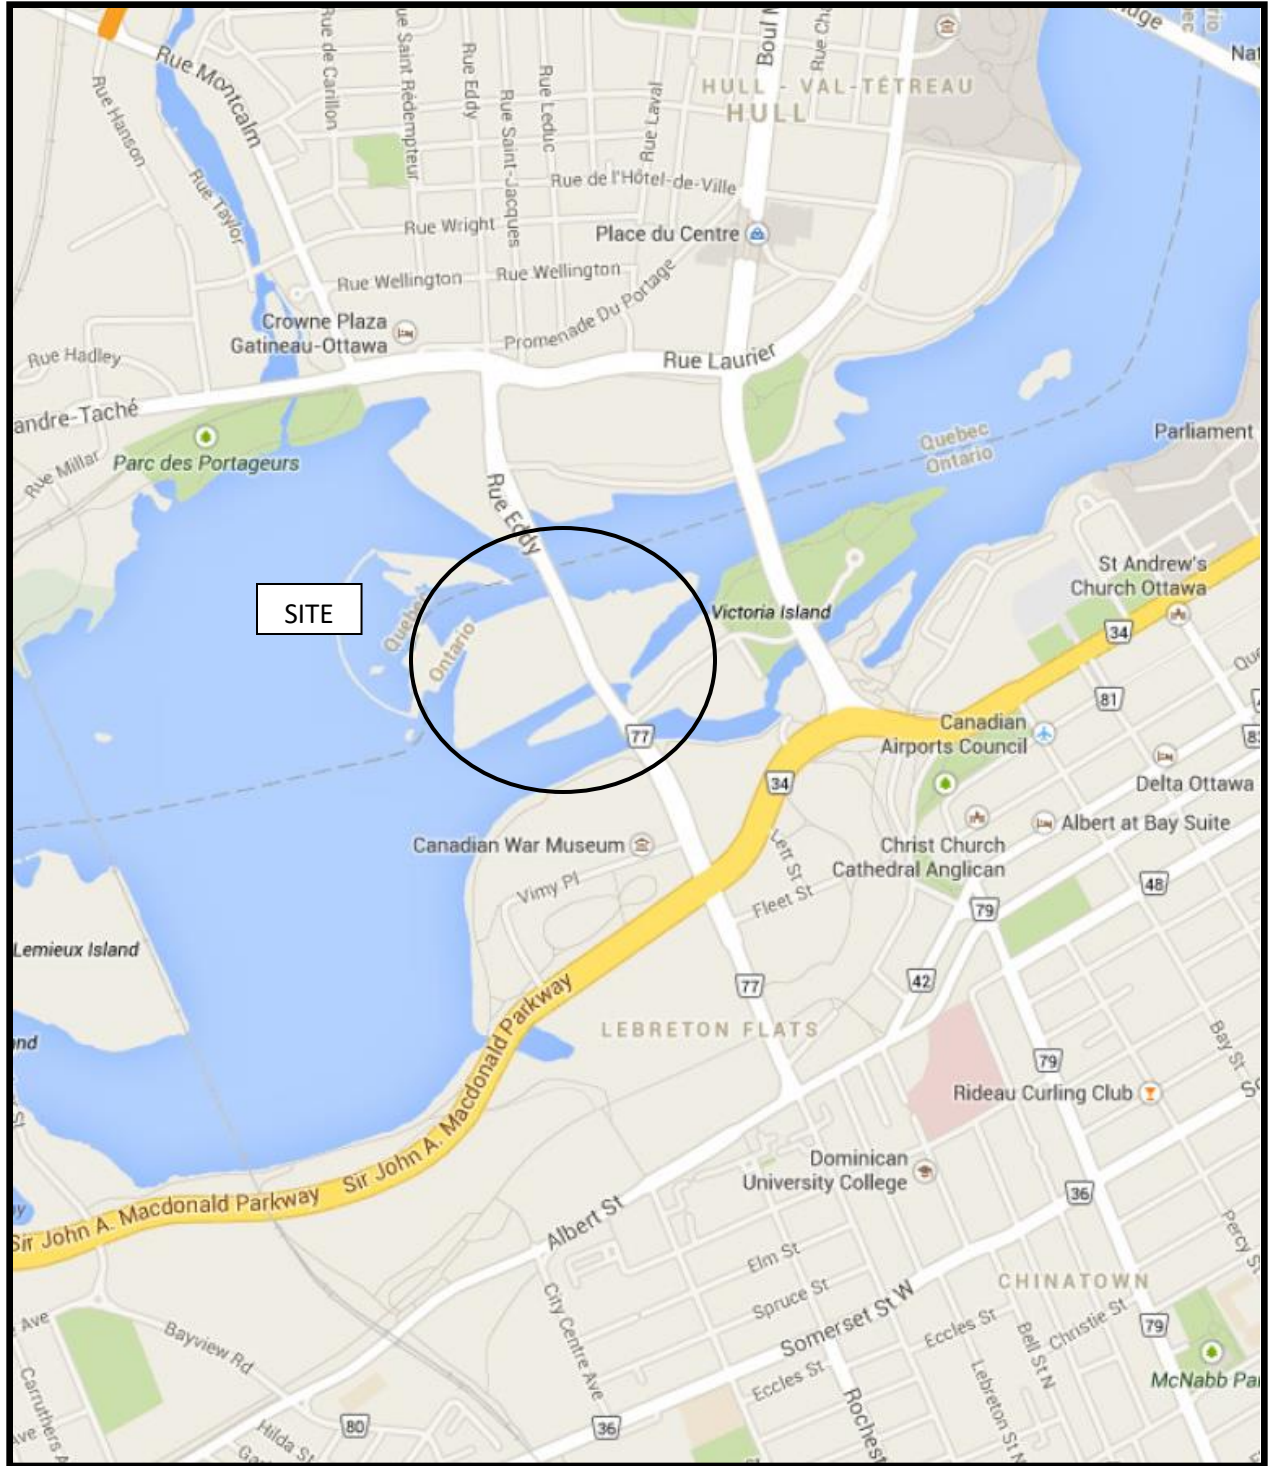 Rue Montcalm
Rue Hanson
Rue Taylor
Rue de Carillon
ue Saint Rédempteur
Rue Eddy
Rue Saint-Jacques
Rue Leduc
Rue Laval
Rue de l'Hôtel-de-Ville
Rue Wright
Rue Wellington
Rue Wellington
Promenade Du Portage
HULL - VAL-TÉTREAU
HULL
Place du Centre
Crowne Plaza
Gatineau-Ottawa
Rue Hadley
Rue Laurier
andre-Taché
Rue Millar
Parc des Portageurs
Rue Eddy
Quebec
Ontario
Parliament
SITE
Quebec
Ontario
Victoria Island
St Andrew's
Church Ottawa
34
81
77
34
Canadian
Airports Council
Delta Ottawa
Albert at Bay Suite
Christ Church
Cathedral Anglican
Canadian War Museum
Vimy Pl
Lett St
Fleet St
48
79
42
77
Lemieux Island
LEBRETON FLATS
79
Bay St
Rideau Curling Club
Dominican
University College
36
Sir John A. Macdonald Parkway
Sir John A. Macdonald Parkway
Albert St
Elm St
Spruce St
Somerset St W
Eccles St
Eccles St
CHINATOWN
Christie St
Bell St N
Lebreton St N
Percy St
79
McNabb Pa
City Centre Ave
Bayview Rd
Ave
Carruthers A
80
Hilda St
36
Rochest